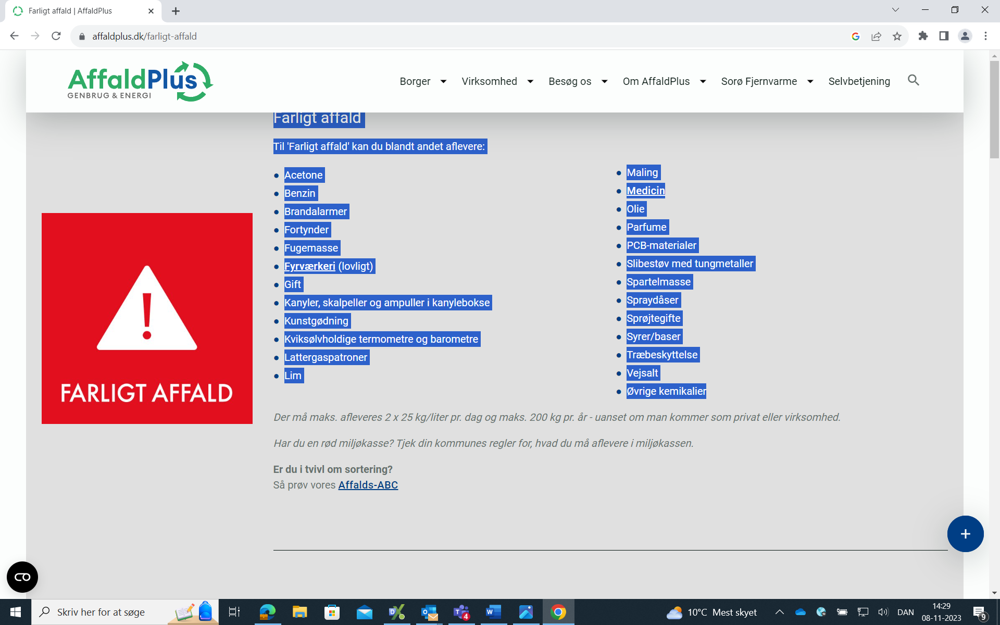 Farligt affald | AffaldPlus
affaldplus.dk/farligt-affald
AffaldPlus
GENBRUG & ENERGI
Borger
Virksomhed
Besøg os
Om AffaldPlus
Sorø Fjernvarme
Selvbetjening
Farligt affald
Til 'Farligt affald' kan du blandt andet aflevere:
Acetone
Benzin
Brandalarmer
Fortynder
Fugemasse
Fyrværkeri (lovligt)
Gift
Kanyler, skalpeller og ampuller i kanylebokse
Kunstgødning
Kviksølvholdige termometre og barometre
Lattergaspatroner
Lim
Maling
Medicin
Olie
Parfume
PCB-materialer
Slibestøv med tungmetaller
Spartelmasse
Spraydåser
Sprøjtegifte
Syrer/baser
Træbeskyttelse
Vejsalt
Øvrige kemikalier
FARLIGT AFFALD
Der må maks. afleveres 2 x 25 kg/liter pr. dag og maks. 200 kg pr. år - uanset om man kommer som privat eller virksomhed.
Har du en rød miljøkasse? Tjek din kommunes regler for, hvad du må aflevere i miljøkassen.
Er du i tvivl om sortering?
Så prøv vores Affalds-ABC
Skriv her for at søge
4
10°C Mest skyet
DAN
14:29
08-11-2023
9